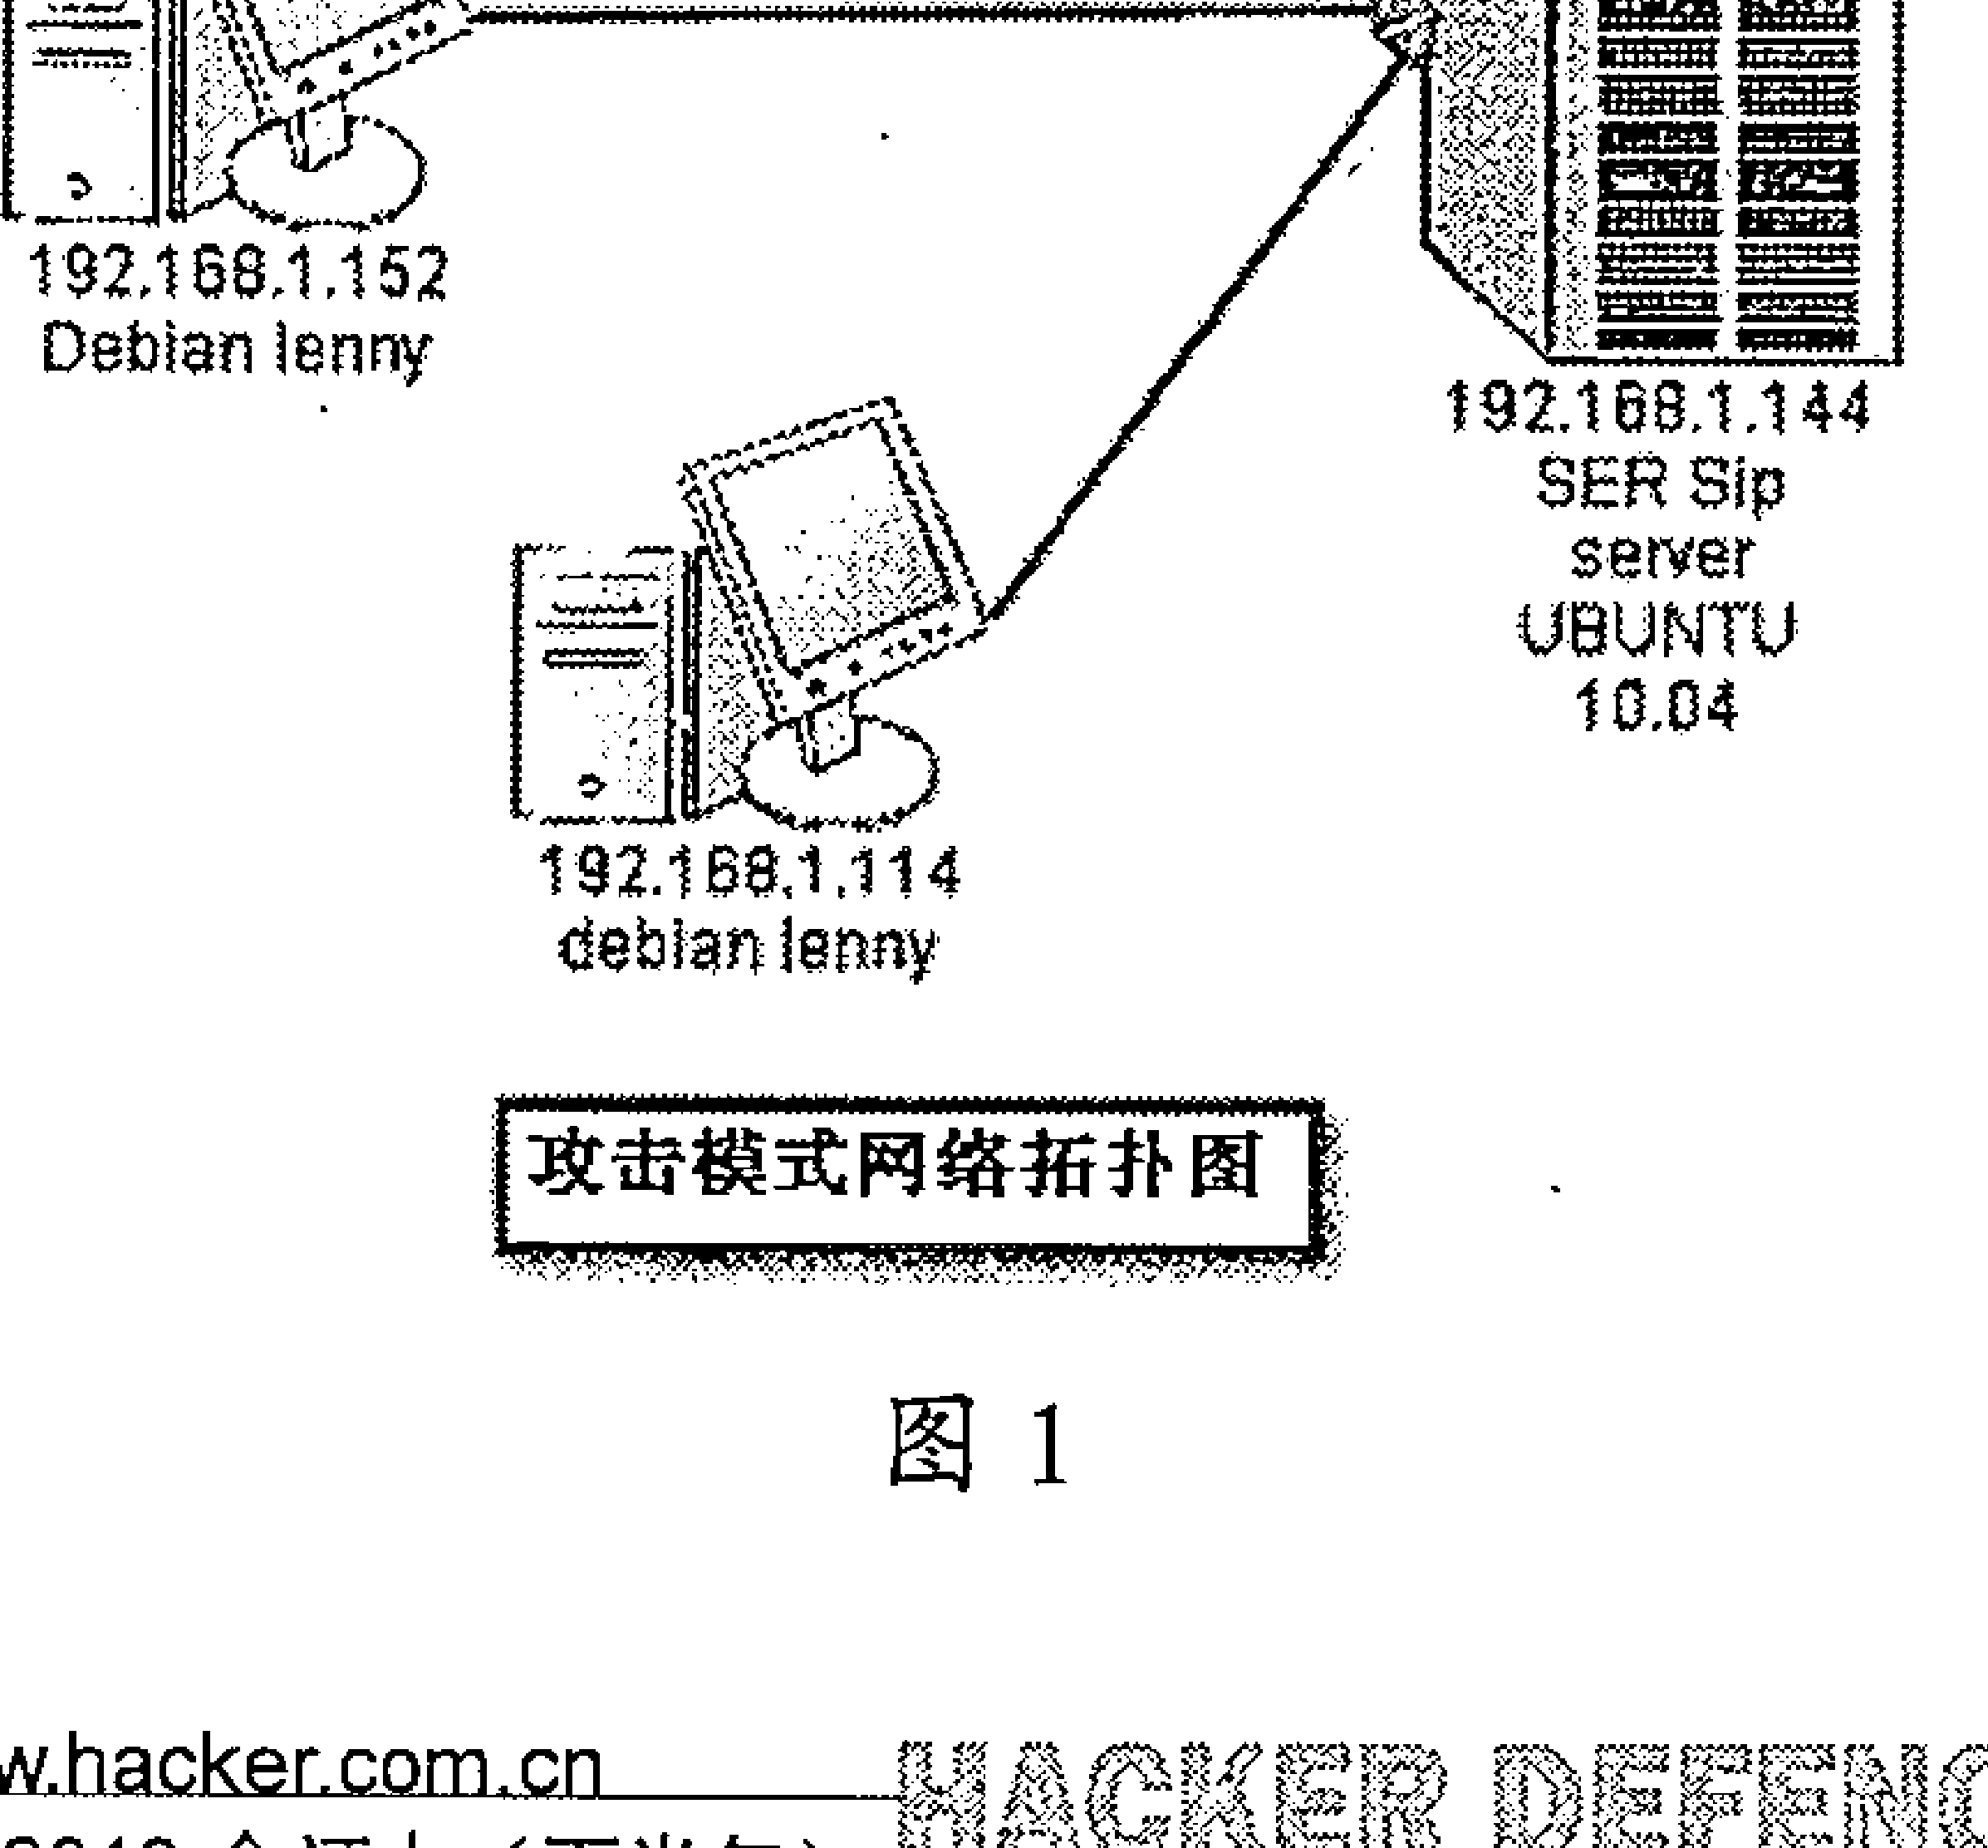 192.168.1.152
Debian lenny
192.168.1.144
SER Sip
server
UBUNTU
10.04
192.168.1.114
debian lenny
攻击模式网络拓扑图
图 1
w.hacker.com.cn
HACKER DEFENC